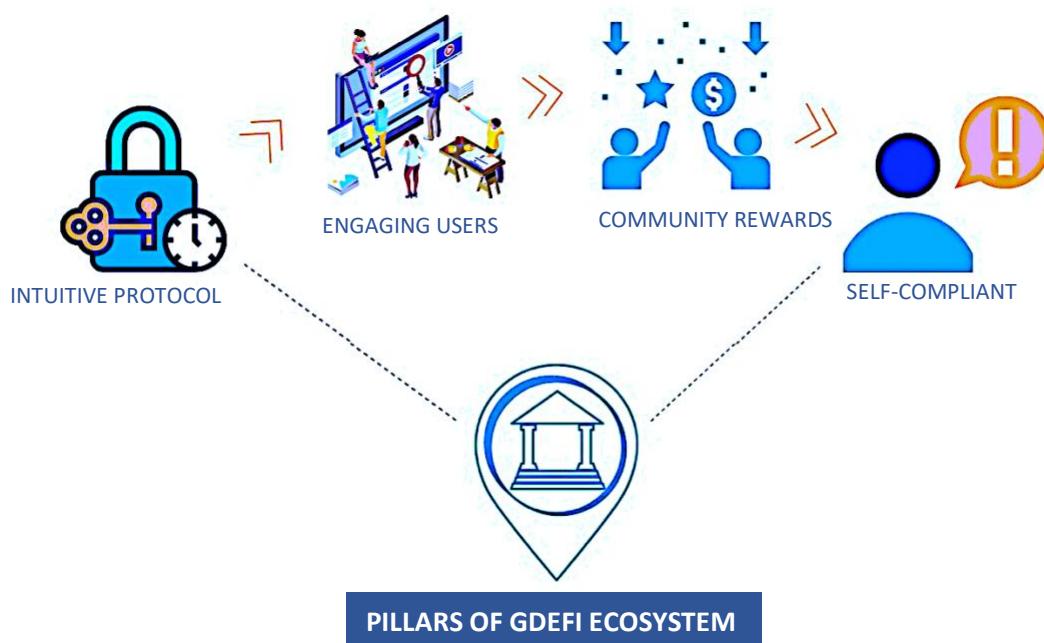 ENGAGING USERS
COMMUNITY REWARDS
INTUITIVE PROTOCOL
SELF-COMPLIANT
PILLARS OF GDEFI ECOSYSTEM